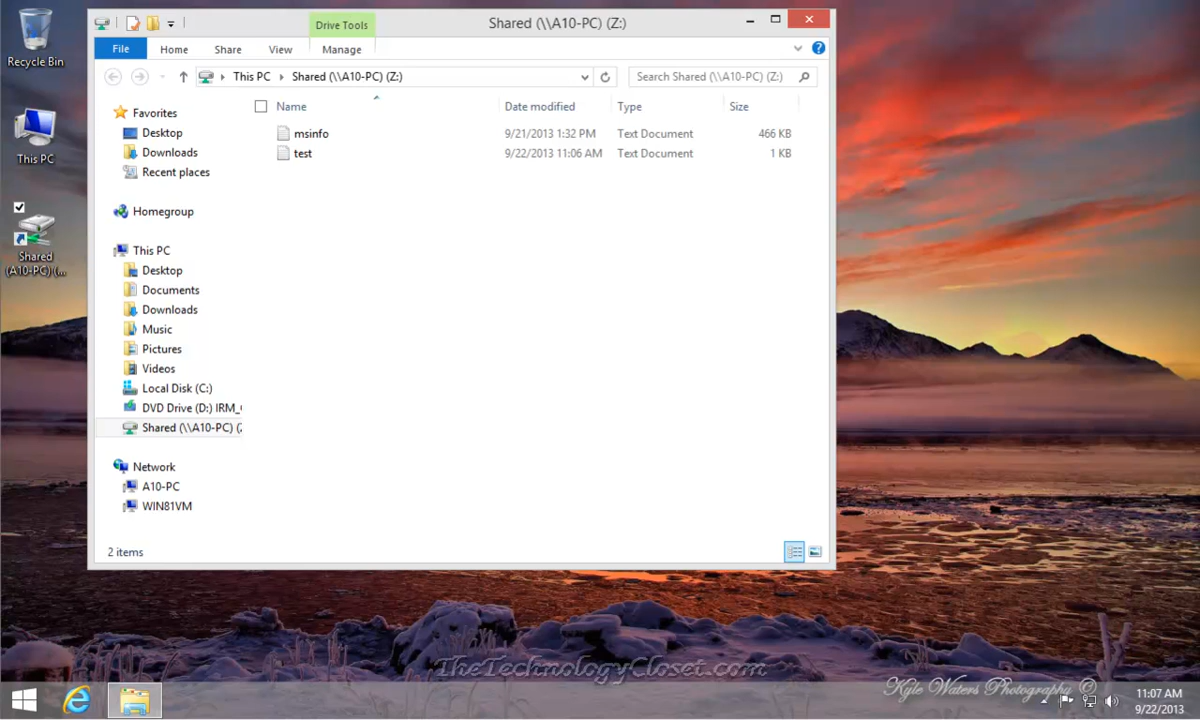 Recycle Bin
This PC
Shared
(A10-PC) (...
Drive Tools
Shared (\\A10-PC) (Z:)
File
Home
Share
View
Manage
This PC
Shared (\\A10-PC) (Z:)
Search Shared (\\A10-PC) (Z:)
Favorites
Desktop
Downloads
Recent places
Homegroup
This PC
Desktop
Documents
Downloads
Music
Pictures
Videos
Local Disk (C:)
DVD Drive (D:) IRM_
Shared (\\A10-PC) (Z
Network
A10-PC
WIN81VM
Name Date modified Type Size
msinfo 9/21/2013 1:32 PM Text Document 466 KB
test 9/22/2013 11:06 AM Text Document 1 KB
2 items
TheTechnologyCloset.com
Kyle Waters Photography ©
11:07 AM
9/22/2013